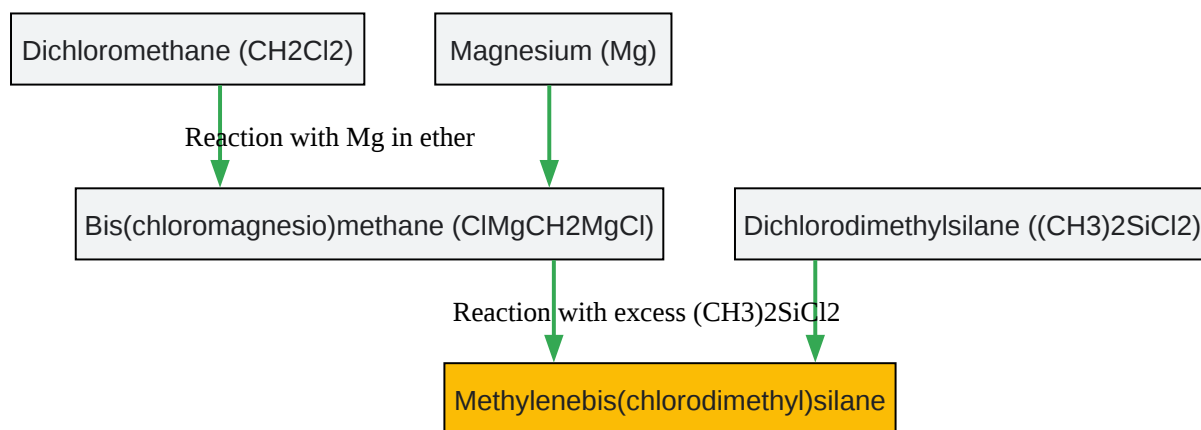 Dichloromethane (CH2Cl2)
Magnesium (Mg)
Reaction with Mg in ether
Bis(chloromagnesio)methane (ClMgCH2MgCl)
Dichlorodimethylsilane ((CH3)2SiCl2)
Reaction with excess (CH3)2SiCl2
Methylenebis(chlorodimethyl)silane